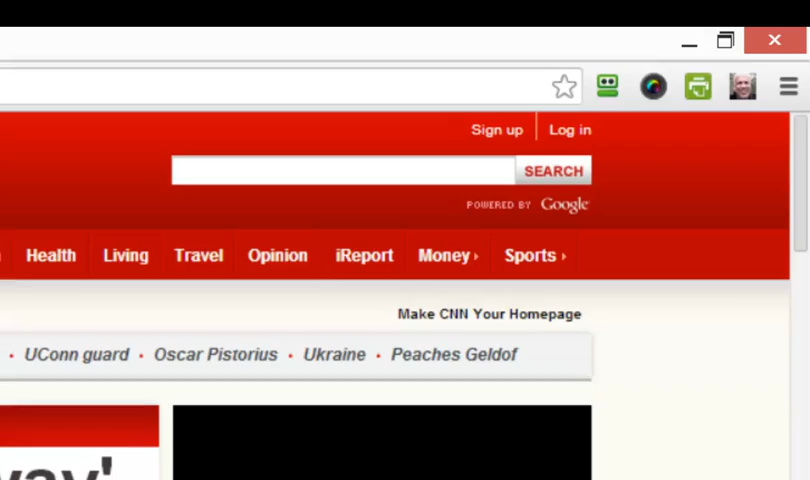 Sign up Log in
SEARCH
POWERED BY Google
Health Living Travel Opinion iReport Money Sports
Make CNN Your Homepage
• UConn guard • Oscar Pistorius • Ukraine • Peaches Geldof